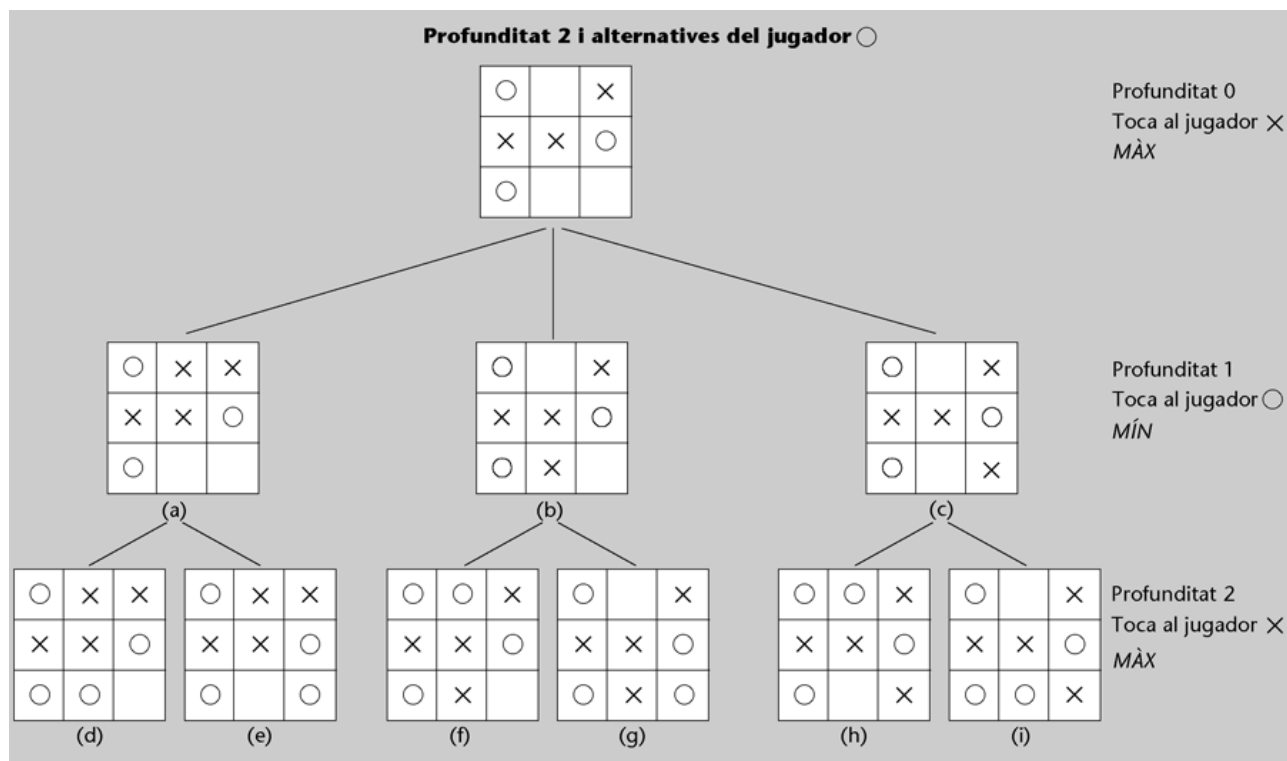 Profunditat 2 i alternatives del jugador ○
○ ×
× × ○
○
Profunditat 0
Toca al jugador ×
MÀX
○ × ×
× × ○
○
(a)
○ ×
× × ○
○ ×
(b)
○ ×
× × ○
○ ×
(c)
Profunditat 1
Toca al jugador ○
MÍN
○ × ×
× × ○
○ ○
(d)
○ × ×
× × ○
○ ○
(e)
○ ○ ×
× × ○
○ ×
(f)
○ ×
× × ○
○ × ○
(g)
○ ○ ×
× × ○
○ ×
(h)
○ ×
× × ○
○ ○ ×
(i)
Profunditat 2
Toca al jugador ×
MÀX